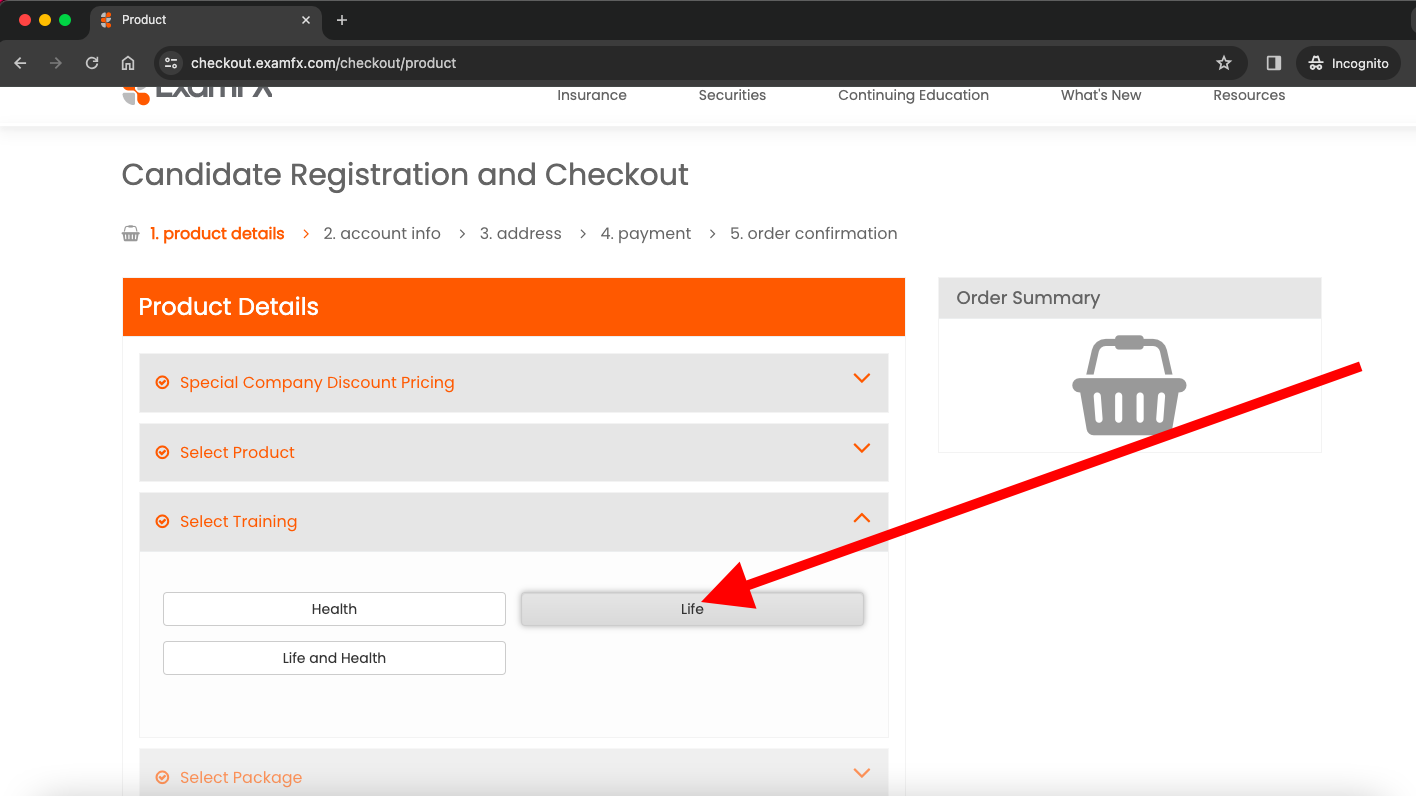 Product
checkout.examfx.com/checkout/product
Incognito
ExamFX
Insurance
Securities
Continuing Education
What's New
Resources
Candidate Registration and Checkout
1. product details
2. account info
3. address
4. payment
5. order confirmation
Product Details
Order Summary
Special Company Discount Pricing
Select Product
Select Training
Health
Life
Life and Health
Select Package